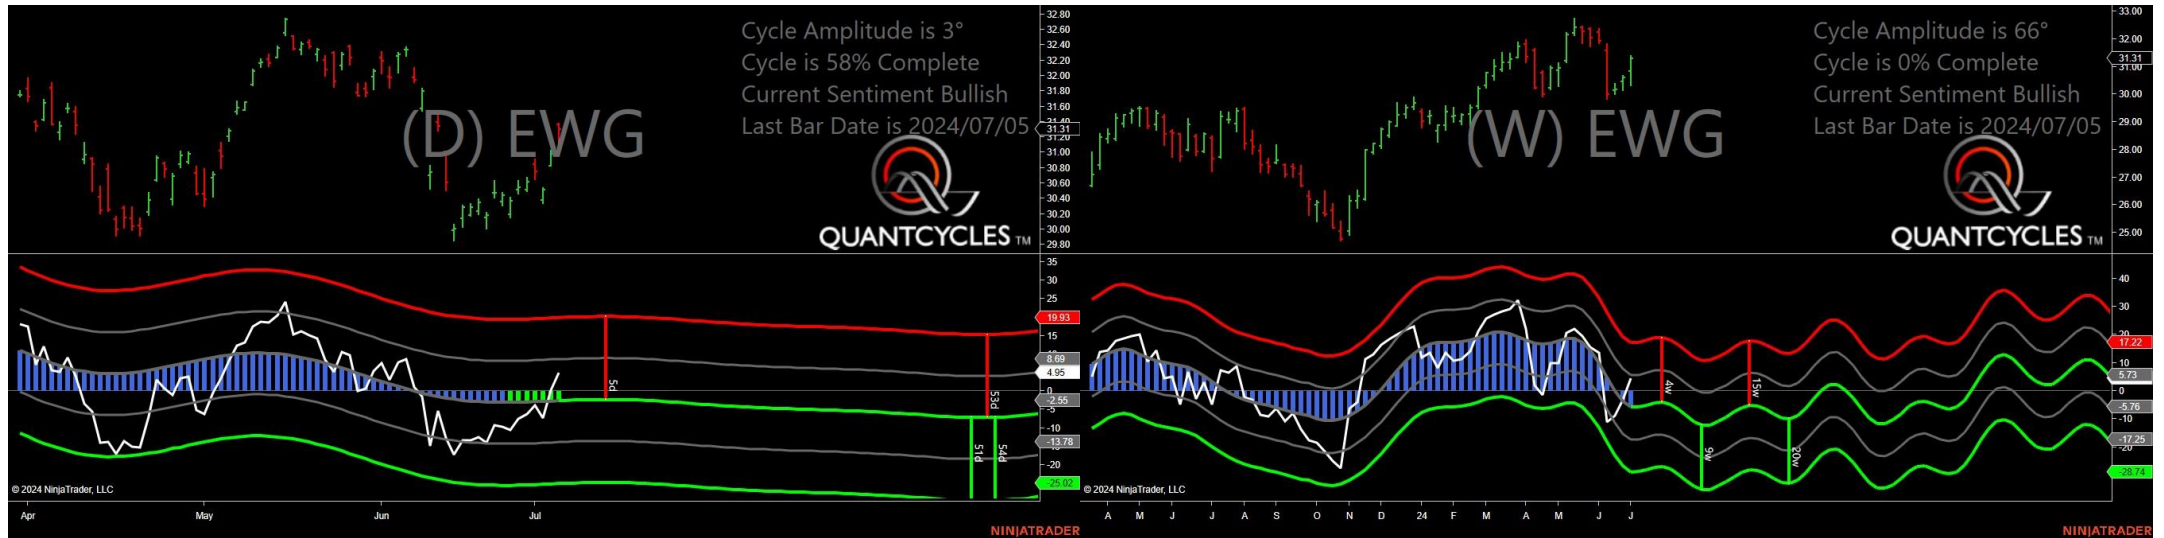 Cycle Amplitude is 3°
Cycle is 58% Complete
Current Sentiment Bullish
Last Bar Date is 2024/07/05
(D) EWG
QUANTCYCLES TM
32.80
32.60
32.40
32.20
32.00
31.80
31.60
31.40
31.31
31.20
31.00
30.80
30.60
30.40
30.20
30.00
29.80
35
30
25
19.93
15
8.69
4.95
0
-2.55
-5
-10
-13.78
-20
-25.02
5d
53d
51d
54d
© 2024 NinjaTrader, LLC
Apr May Jun Jul
NINJATRADER
Cycle Amplitude is 66°
Cycle is 0% Complete
Current Sentiment Bullish
Last Bar Date is 2024/07/05
(W) EWG
QUANTCYCLES TM
33.00
32.00
31.31
31.00
30.00
29.00
28.00
27.00
26.00
25.00
40
30
20
17.22
10
5.73
0
-5.76
-10
-17.25
-20
-28.74
4w
15w
9w
20w
© 2024 NinjaTrader, LLC
A M J J A S O N D 24 F M A M J J
NINJATRADER